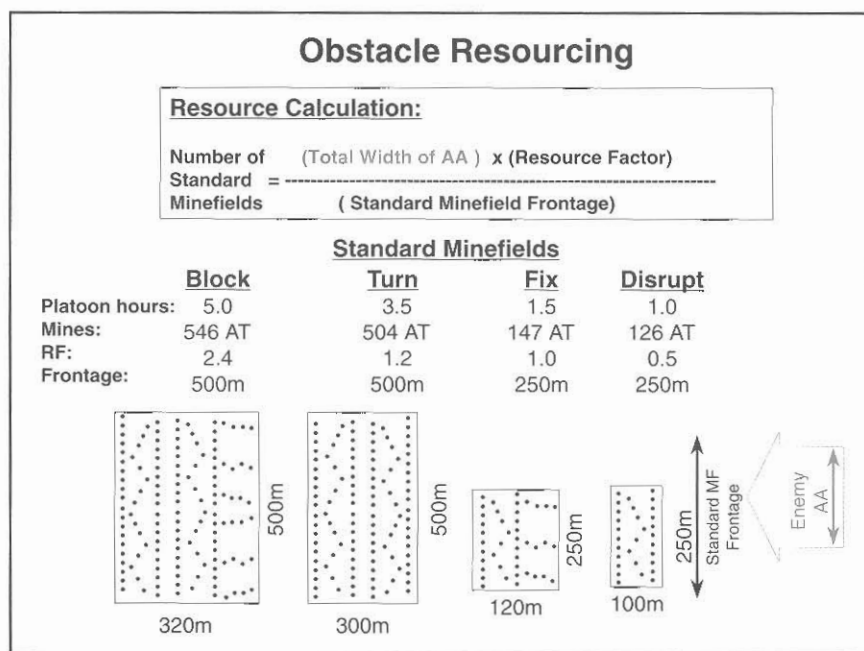 Obstacle Resourcing
Resource Calculation:
Number of (Total Width of AA ) x (Resource Factor)
Standard = -------------------------------------------------------------------
Minefields ( Standard Minefield Frontage)
Standard Minefields
Block Turn Fix Disrupt
Platoon hours: 5.0 3.5 1.5 1.0
Mines: 546 AT 504 AT 147 AT 126 AT
RF: 2.4 1.2 1.0 0.5
Frontage: 500m 500m 250m 250m
500m
320m
500m
300m
250m
120m
100m
250m
Standard MF
Frontage
Enemy
AA